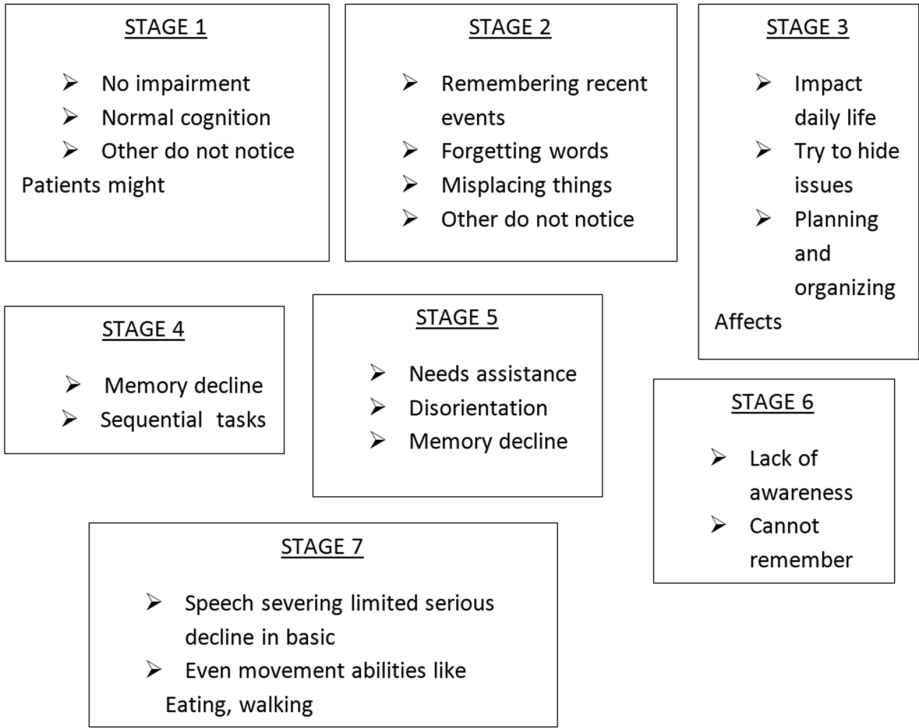 STAGE 1
➢ No impairment
➢ Normal cognition
➢ Other do not notice
Patients might
STAGE 2
➢ Remembering recent
events
➢ Forgetting words
➢ Misplacing things
➢ Other do not notice
STAGE 3
➢ Impact
daily life
➢ Try to hide
issues
➢ Planning
and
organizing
Affects
STAGE 4
➢ Memory decline
➢ Sequential tasks
STAGE 5
➢ Needs assistance
➢ Disorientation
➢ Memory decline
STAGE 6
➢ Lack of
awareness
➢ Cannot
remember
STAGE 7
➢ Speech severing limited serious
decline in basic
➢ Even movement abilities like
Eating, walking